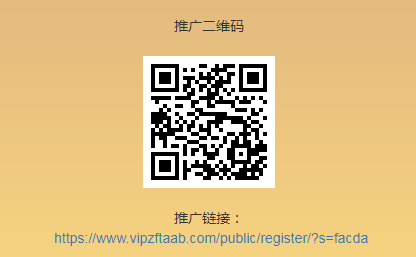 推广二维码
推广链接：
https://www.vipzftaab.com/public/register/?s=facda